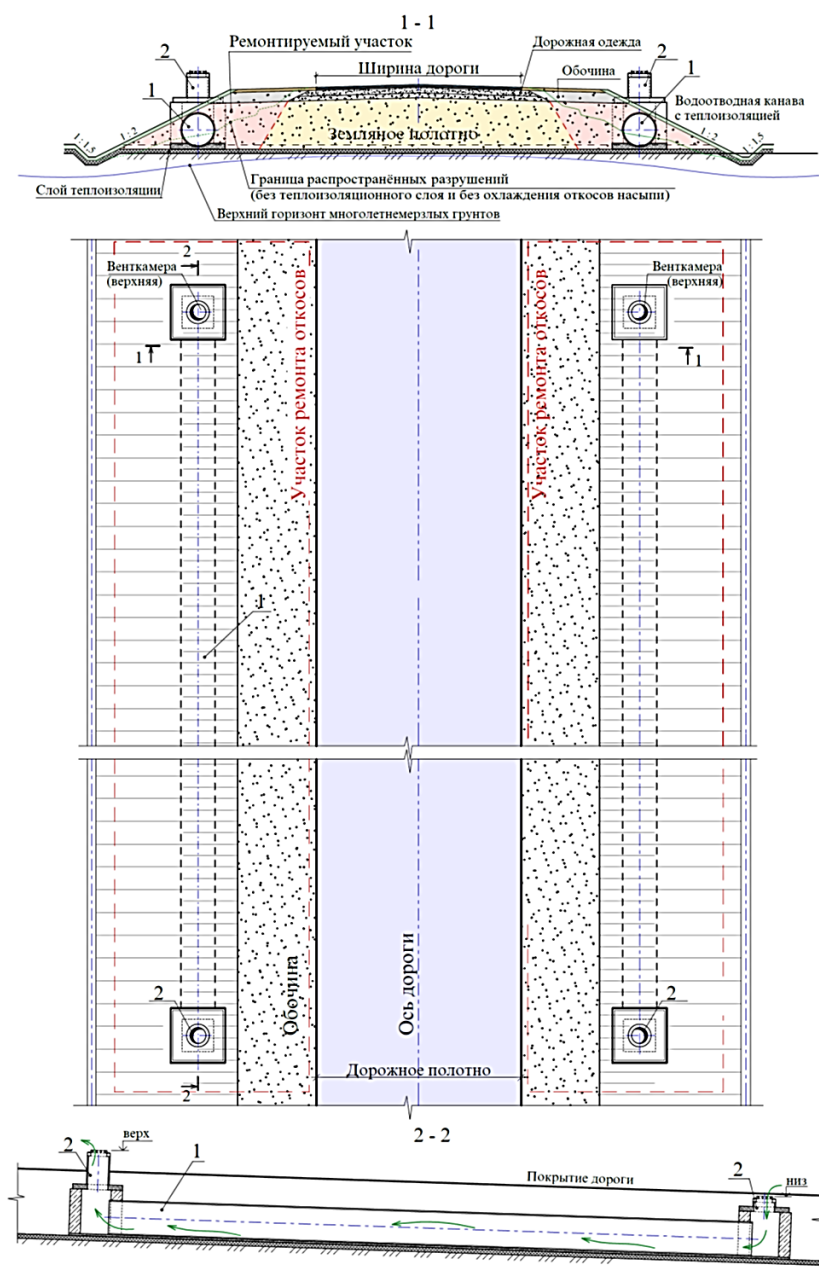 1 - 1
2
Ремонтируемый участок
Дорожная одежда
2
Ширина дороги
Обочина
1
1
Водоотводная канава
с теплоизоляцией
1:1,5
1:2
Земляное полотно
1:2
1:1,5
Слой теплоизоляции
Граница распространённых разрушений
(без теплоизоляционного слоя и без охлаждения откосов насыпи)
Верхний горизонт многолетнемерзлых грунтов
2
Венткамера
(верхняя)
Венткамера
(верхняя)
1
1
Участок ремонта откосов
Участок ремонта откосов
1
Обочина
Ось дороги
2
2
Дорожное полотно
2
2 - 2
верх
2
1
Покрытие дороги
2
низ